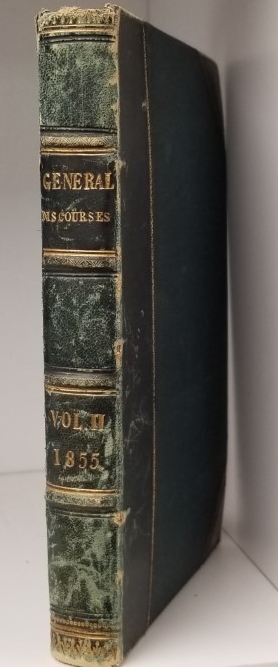 GENERAL
DISCOURSES
VOL. II.
1855